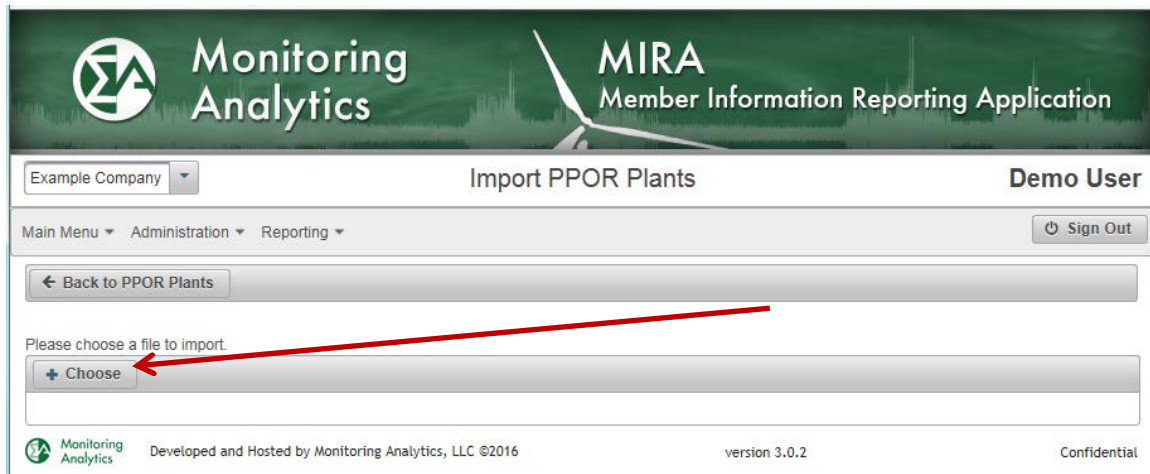 Monitoring Analytics
MIRA
Member Information Reporting Application
Example Company
Import PPOR Plants
Demo User
Main Menu Administration Reporting
Sign Out
Back to PPOR Plants
Please choose a file to import.
Choose
Monitoring Analytics
Developed and Hosted by Monitoring Analytics, LLC ©2016
version 3.0.2
Confidential